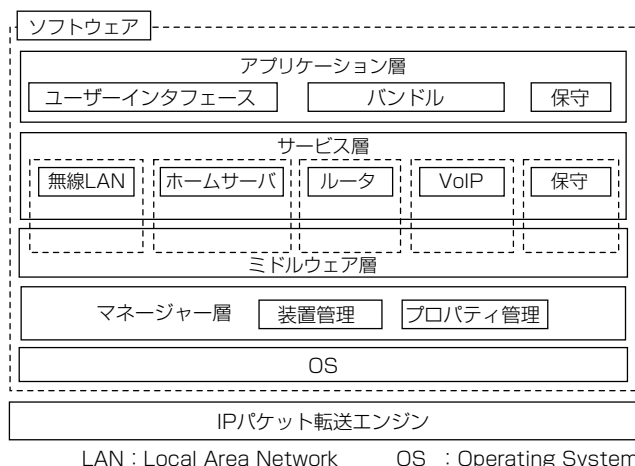 ソフトウェア
アプリケーション層
ユーザーインタフェース バンドル 保守
サービス層
無線LAN ホームサーバ ルータ VoIP 保守
ミドルウェア層
マネージャー層 装置管理 プロパティ管理
OS
IPパケット転送エンジン
LAN：Local Area Network OS ：Operating System